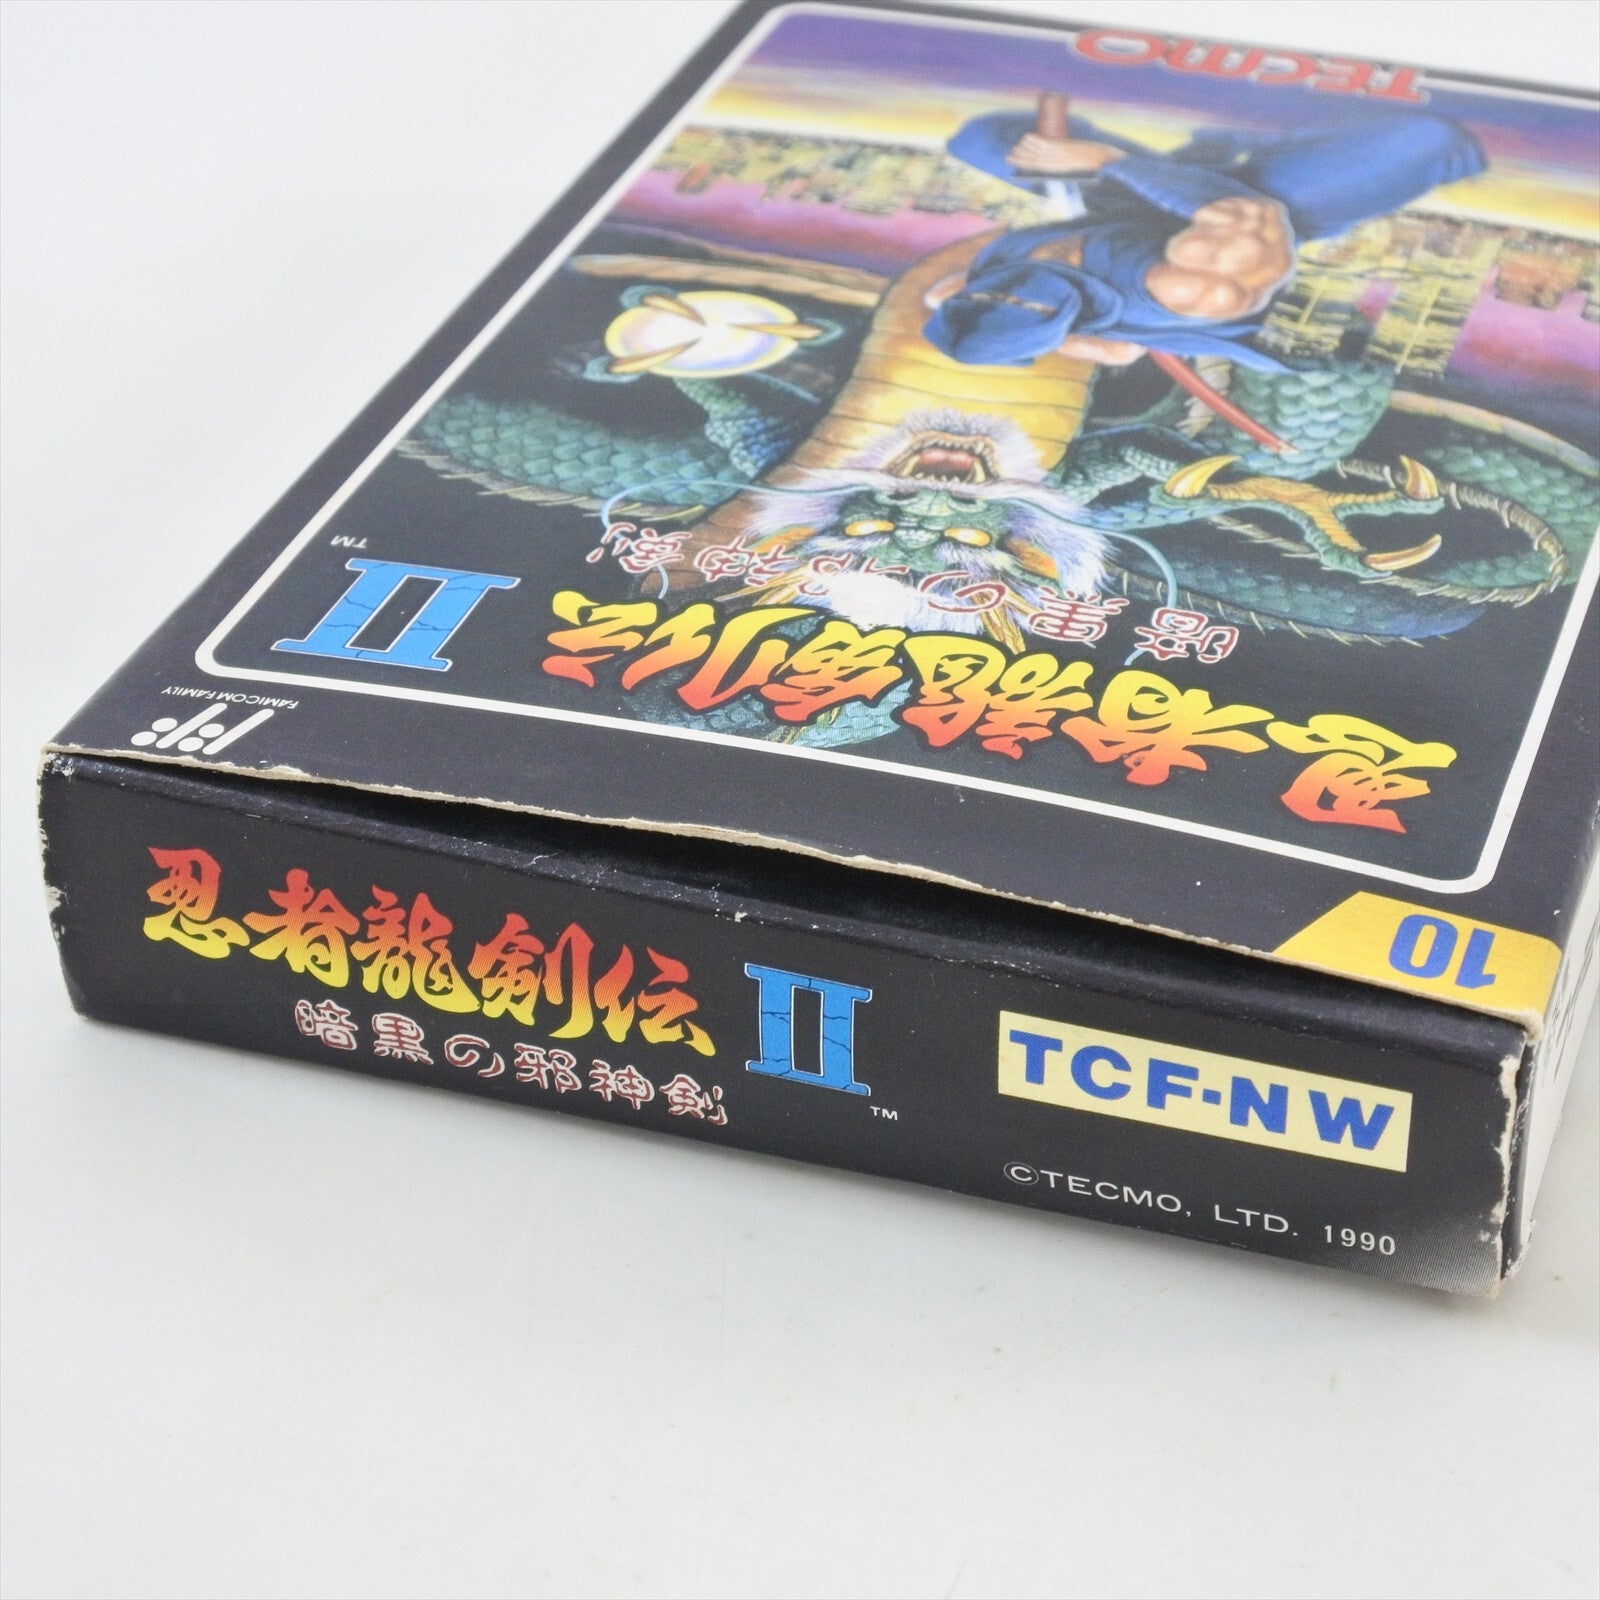 TECMO
忍者龍剣伝
II
TM
暗黒の邪神剣
FAMICOM FAMILY
10
忍者龍剣伝
II
TM
暗黒の邪神剣
TCF-NW
©TECMO, LTD. 1990